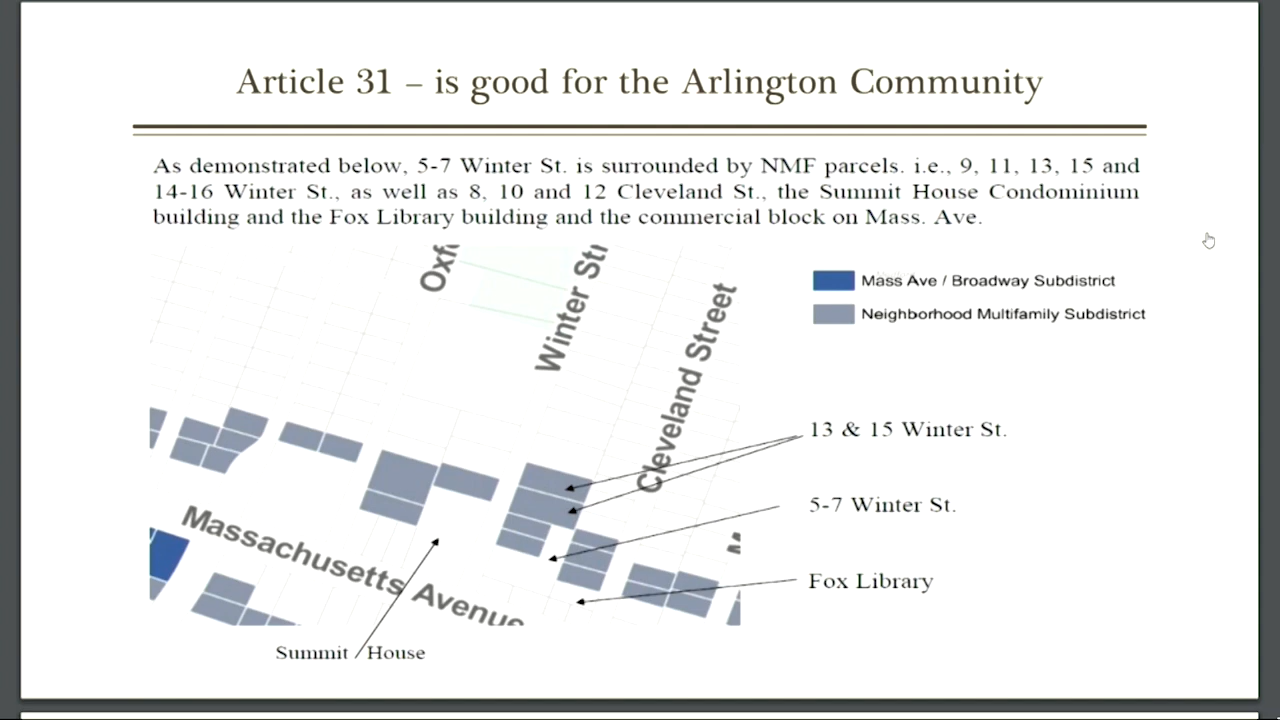 Article 31 – is good for the Arlington Community
As demonstrated below, 5-7 Winter St. is surrounded by NMF parcels. i.e., 9, 11, 13, 15 and
14-16 Winter St., as well as 8, 10 and 12 Cleveland St., the Summit House Condominium
building and the Fox Library building and the commercial block on Mass. Ave.
Oxf
Winter Str
Cleveland Street
Mass Ave / Broadway Subdistrict
Neighborhood Multifamily Subdistrict
13 & 15 Winter St.
5-7 Winter St.
Massachusetts Avenue
Fox Library
Summit House